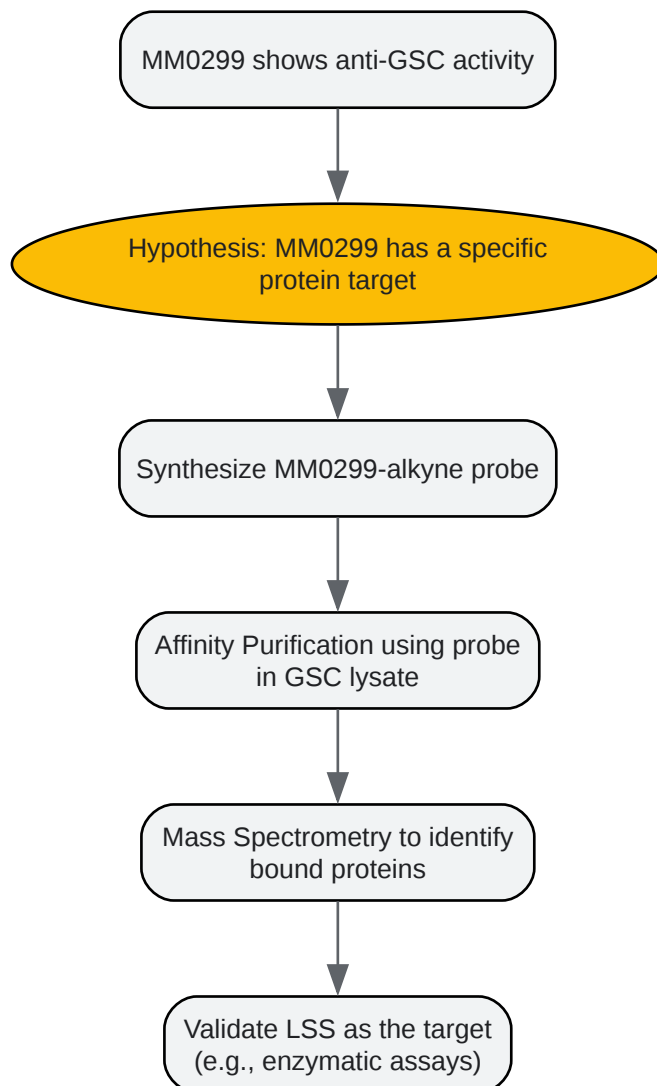 MM0299 shows anti-GSC activity
Hypothesis: MM0299 has a specific
protein target
Synthesize MM0299-alkyne probe
Affinity Purification using probe
in GSC lysate
Mass Spectrometry to identify
bound proteins
Validate LSS as the target
(e.g., enzymatic assays)